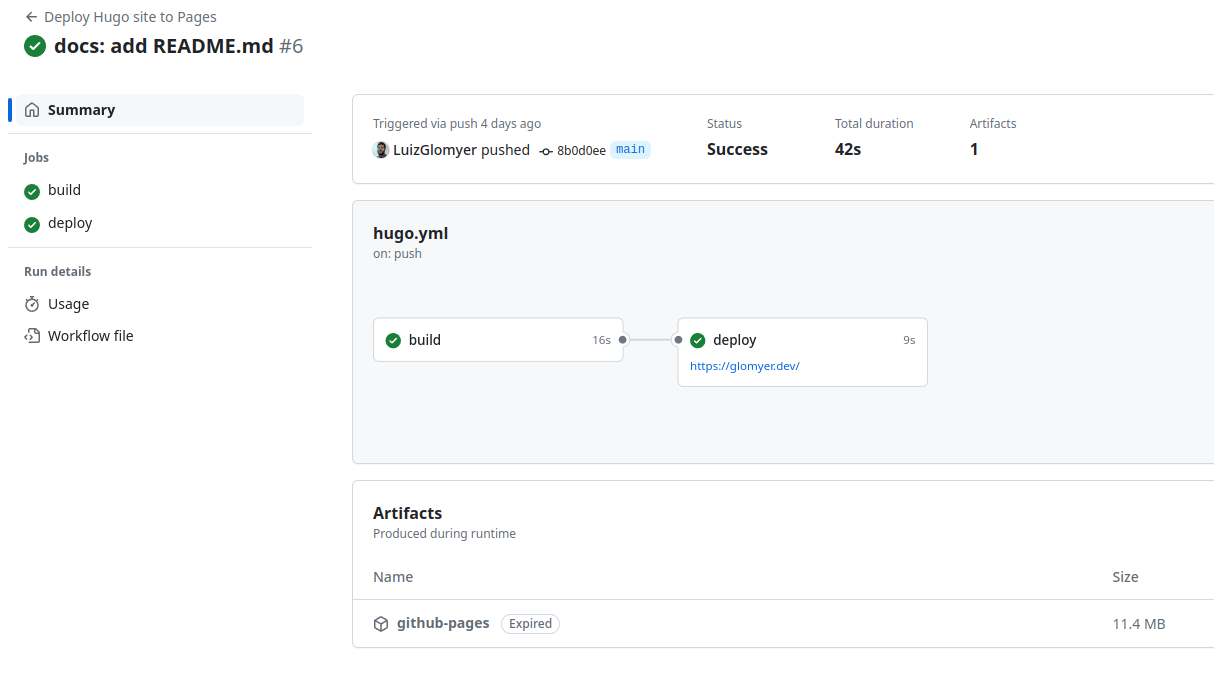 Deploy Hugo site to Pages
docs: add README.md #6
Summary
Jobs
build
deploy
Run details
Usage
Workflow file
Triggered via push 4 days ago
LuizGlomyer pushed 8b0d0ee main
Status
Success
Total duration
42s
Artifacts
1
hugo.yml
on: push
build 16s
deploy 9s
https://glomyer.dev/
Artifacts
Produced during runtime
Name Size
github-pages Expired 11.4 MB